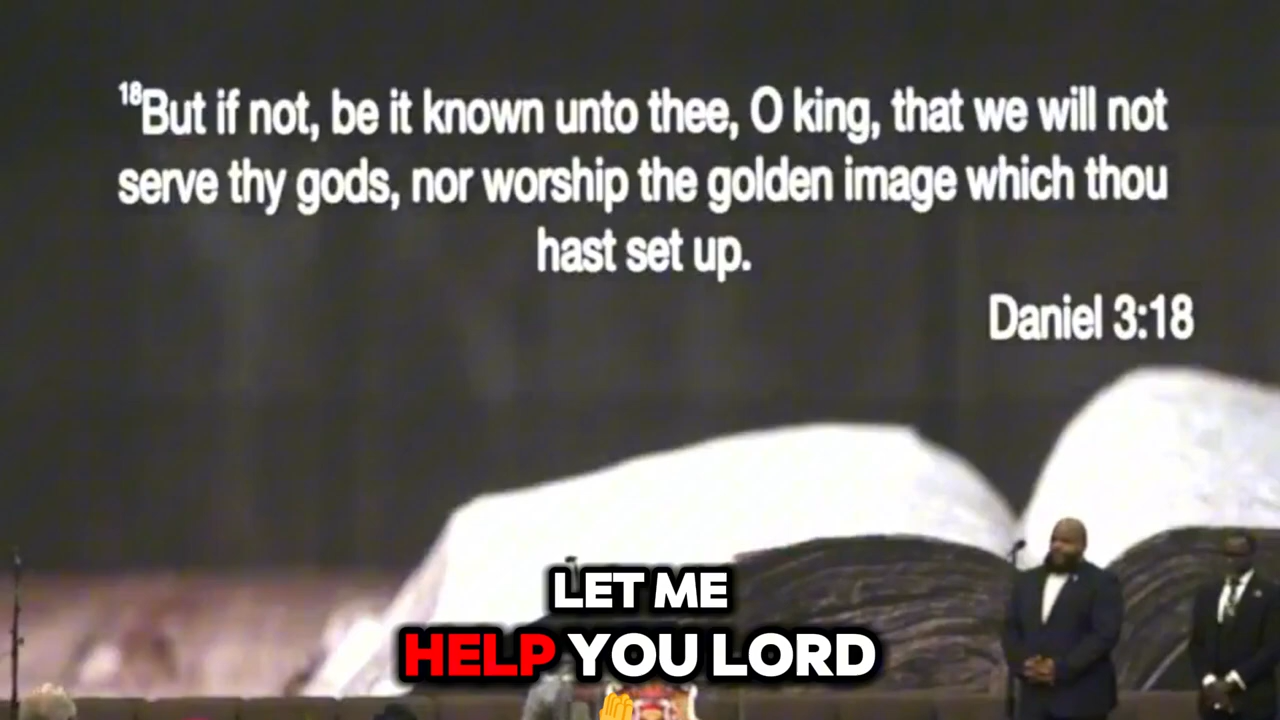 18But if not, be it known unto thee, O king, that we will not
serve thy gods, nor worship the golden image which thou
hast set up.
Daniel 3:18
LET ME
HELP YOU LORD